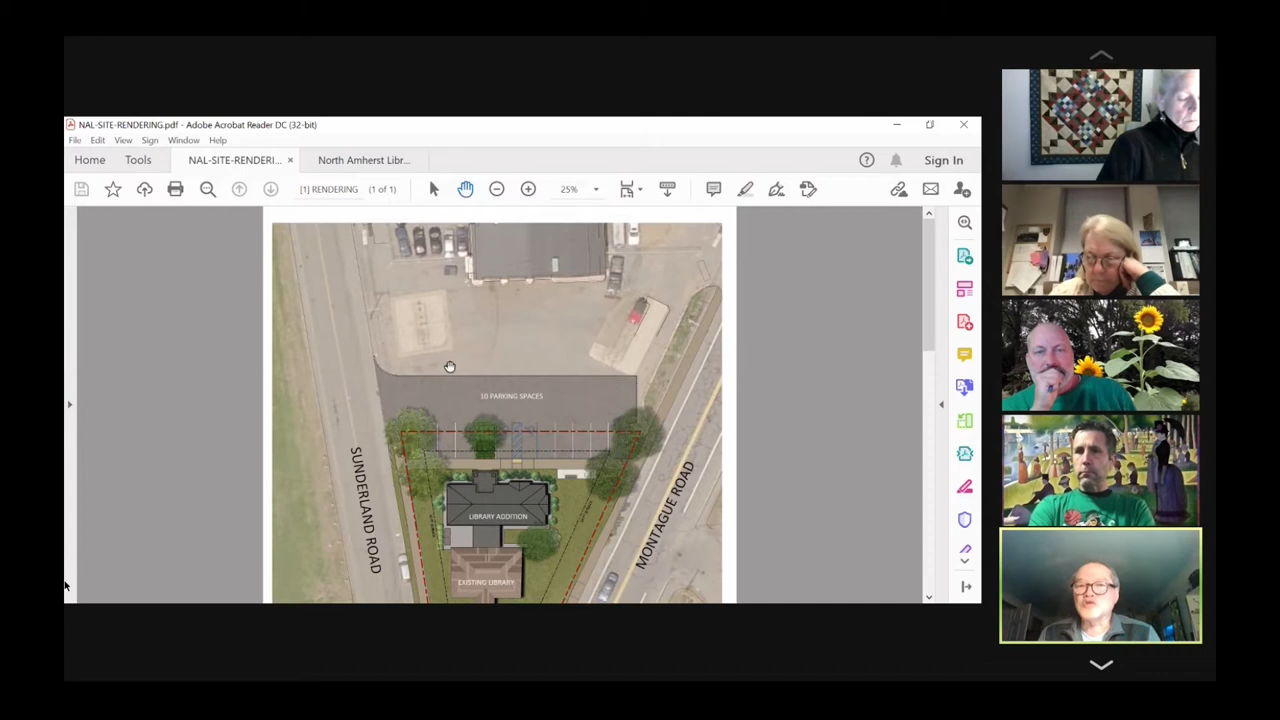 NAL-SITE-RENDERING.pdf - Adobe Acrobat Reader DC (32-bit)
File Edit View Sign Window Help
Home Tools NAL-SITE-RENDERI... × North Amherst Libr... Sign In
[1] RENDERING (1 of 1) 25%
10 PARKING SPACES
SUNDERLAND ROAD
MONTAGUE ROAD
LIBRARY ADDITION
EXISTING LIBRARY